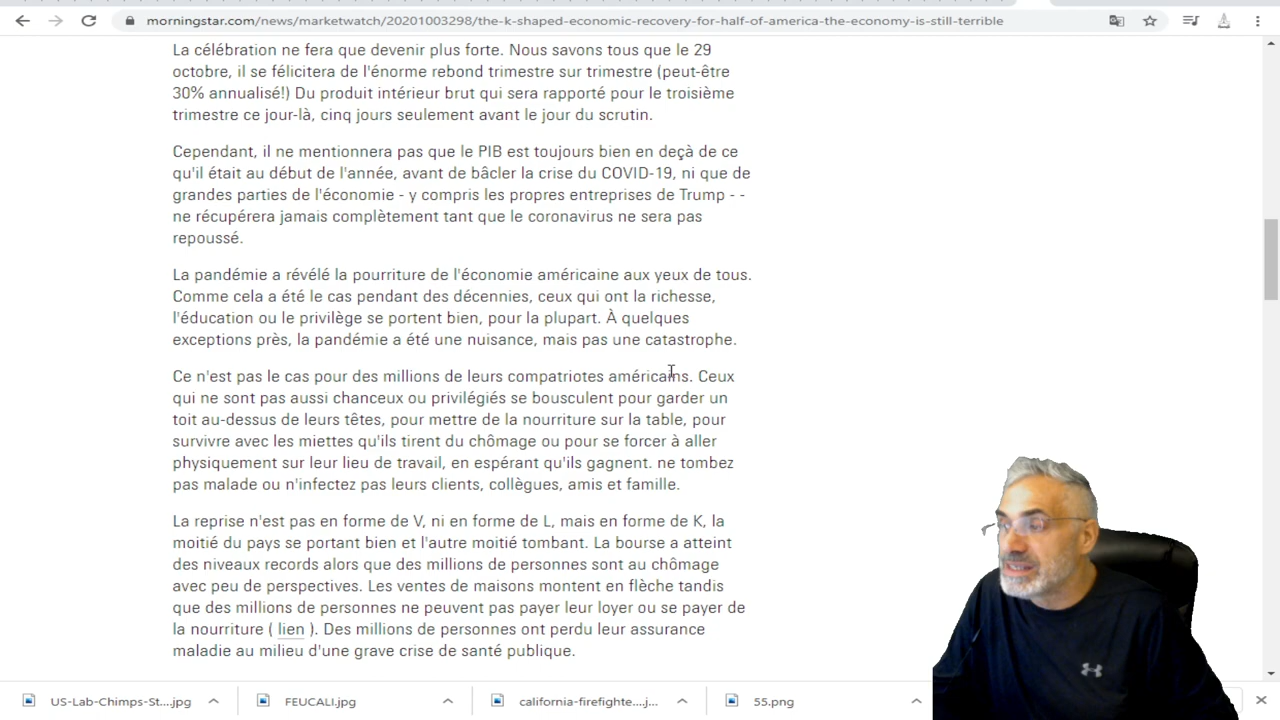 morningstar.com/news/marketwatch/20201003298/the-k-shaped-economic-recovery-for-half-of-america-the-economy-is-still-terrible
La célébration ne fera que devenir plus forte. Nous savons tous que le 29
octobre, il se félicitera de l'énorme rebond trimestre sur trimestre (peut-être
30% annualisé!) Du produit intérieur brut qui sera rapporté pour le troisième
trimestre ce jour-là, cinq jours seulement avant le jour du scrutin.
Cependant, il ne mentionnera pas que le PIB est toujours bien en deçà de ce
qu'il était au début de l'année, avant de bâcler la crise du COVID-19, ni que de
grandes parties de l'économie - y compris les propres entreprises de Trump - -
ne récupérera jamais complètement tant que le coronavirus ne sera pas
repoussé.
La pandémie a révélé la pourriture de l'économie américaine aux yeux de tous.
Comme cela a été le cas pendant des décennies, ceux qui ont la richesse,
l'éducation ou le privilège se portent bien, pour la plupart. À quelques
exceptions près, la pandémie a été une nuisance, mais pas une catastrophe.
Ce n'est pas le cas pour des millions de leurs compatriotes américains. Ceux
qui ne sont pas aussi chanceux ou privilégiés se bousculent pour garder un
toit au-dessus de leurs têtes, pour mettre de la nourriture sur la table, pour
survivre avec les miettes qu'ils tirent du chômage ou pour se forcer à aller
physiquement sur leur lieu de travail, en espérant qu'ils gagnent. ne tombez
pas malade ou n'infectez pas leurs clients, collègues, amis et famille.
La reprise n'est pas en forme de V, ni en forme de L, mais en forme de K, la
moitié du pays se portant bien et l'autre moitié tombant. La bourse a atteint
des niveaux records alors que des millions de personnes sont au chômage
avec peu de perspectives. Les ventes de maisons montent en flèche tandis
que des millions de personnes ne peuvent pas payer leur loyer ou se payer de
la nourriture ( lien ). Des millions de personnes ont perdu leur assurance
maladie au milieu d'une grave crise de santé publique.
US-Lab-Chimps-St....jpg
FEUCALI.jpg
california-firefighte....j...
55.png